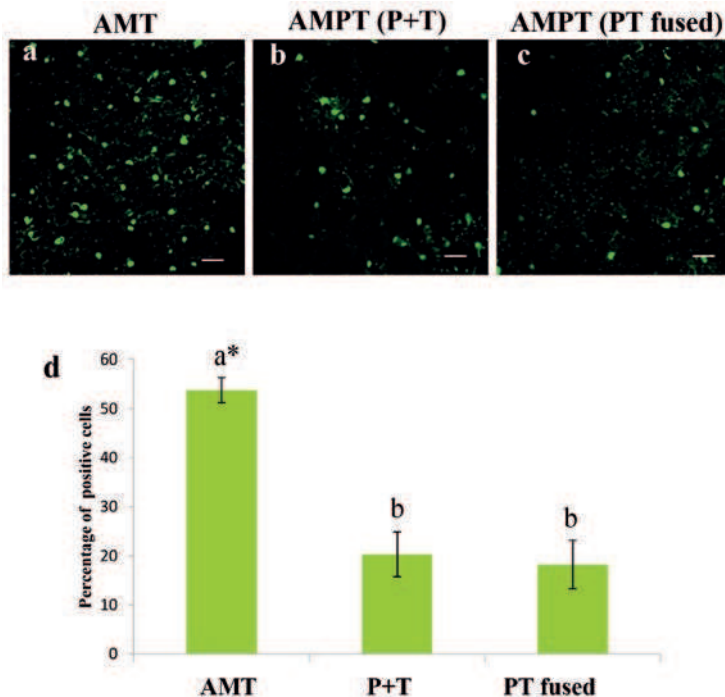 AMT AMPT (P+T) AMPT (PT fused)
a b c
d
Percentage of positive cells
60
50
40
30
20
10
0
a*
b
b
AMT P+T PT fused